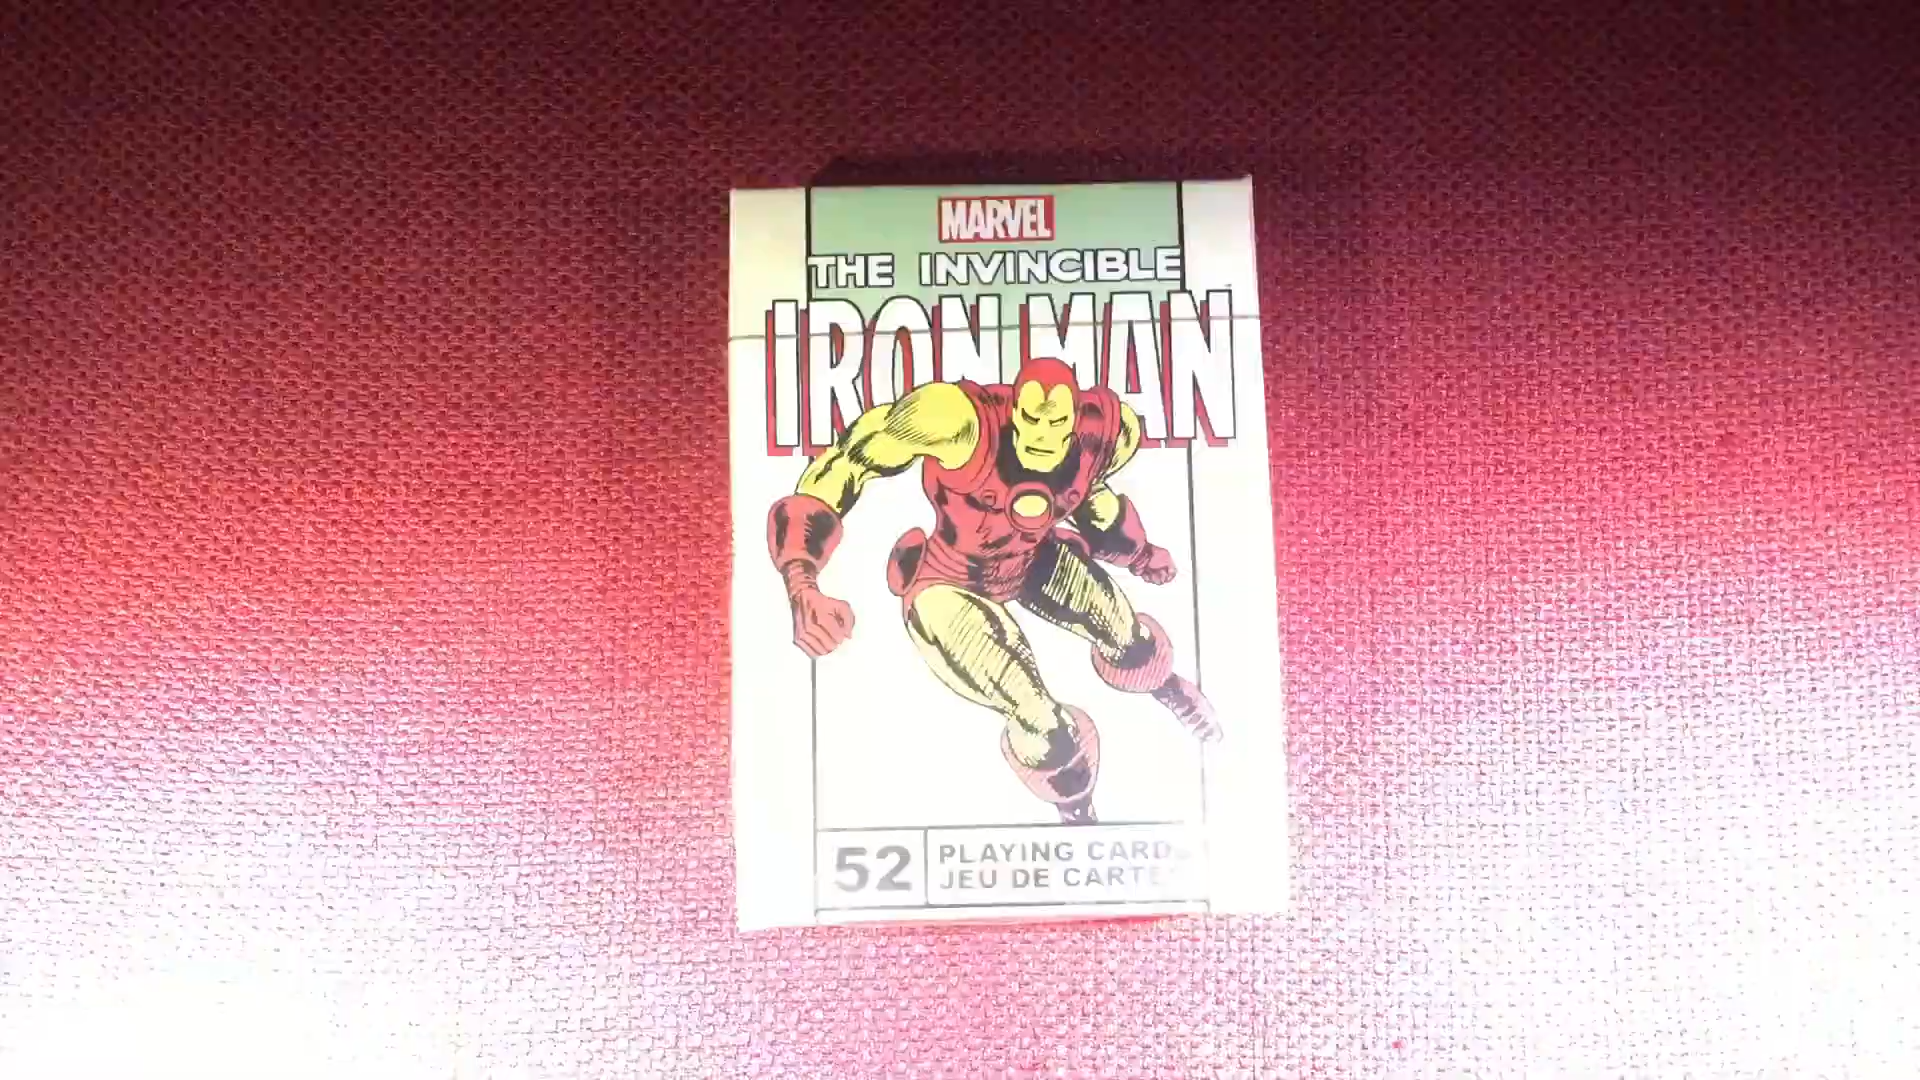 MARVEL
THE INVINCIBLE
IRON MAN
52
PLAYING CARDS
JEU DE CARTES